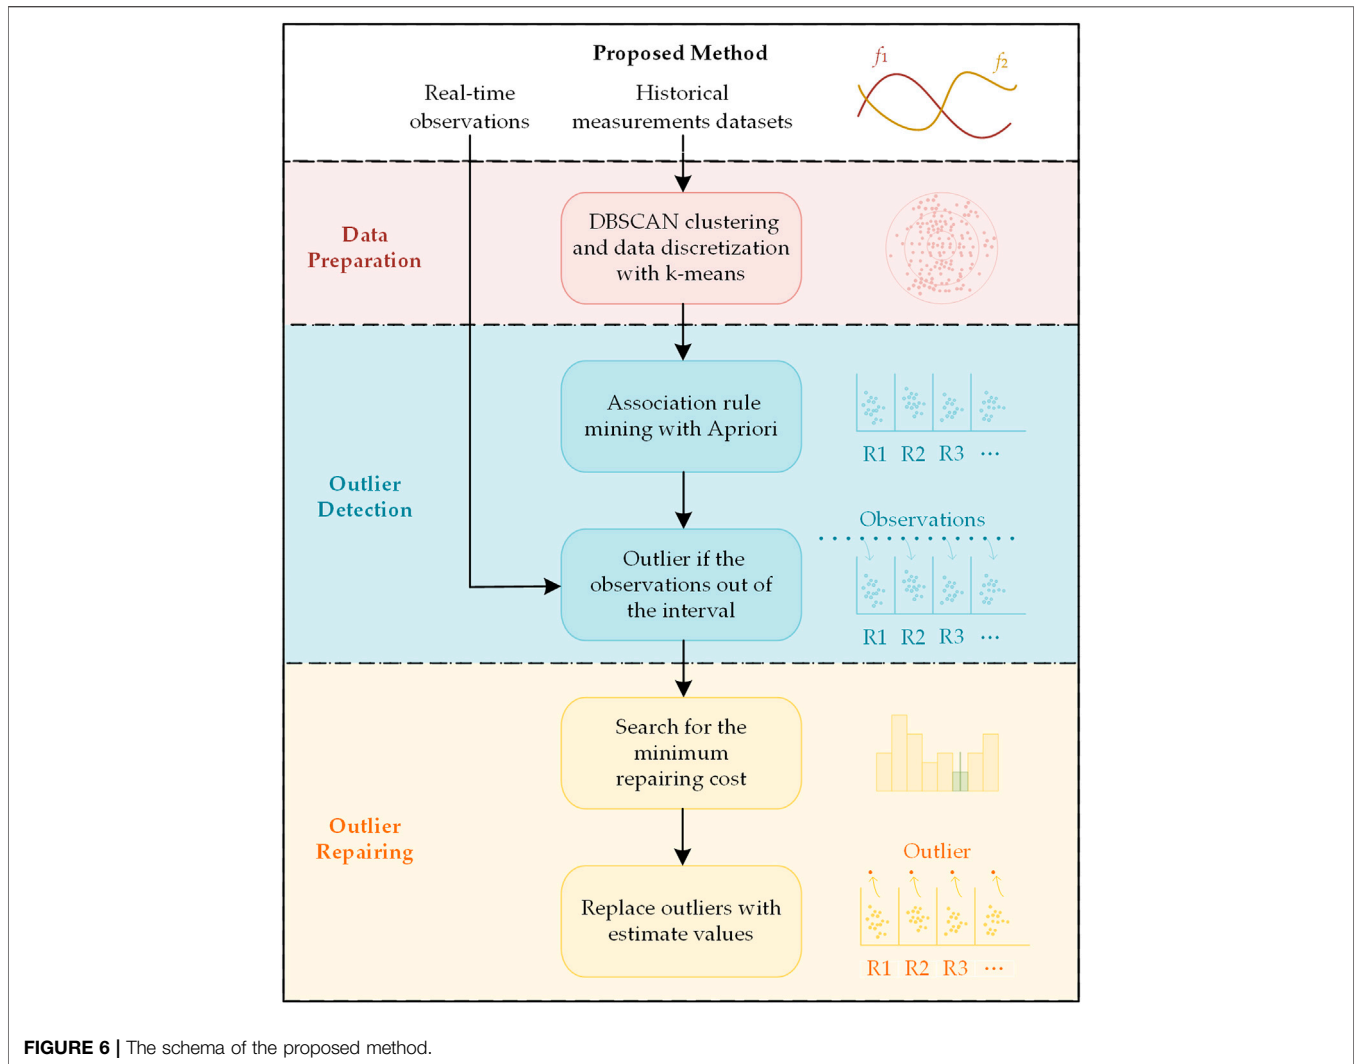 Proposed Method
f1
f2
Real-time
observations
Historical
measurements datasets
Data
Preparation
DBSCAN clustering
and data discretization
with k-means
Outlier
Detection
Association rule
mining with Apriori
R1 R2 R3 ···
Observations
Outlier if the
observations out of
the interval
R1 R2 R3 ···
Outlier
Repairing
Search for the
minimum
repairing cost
Outlier
Replace outliers with
estimate values
R1 R2 R3 ···
FIGURE 6 | The schema of the proposed method.